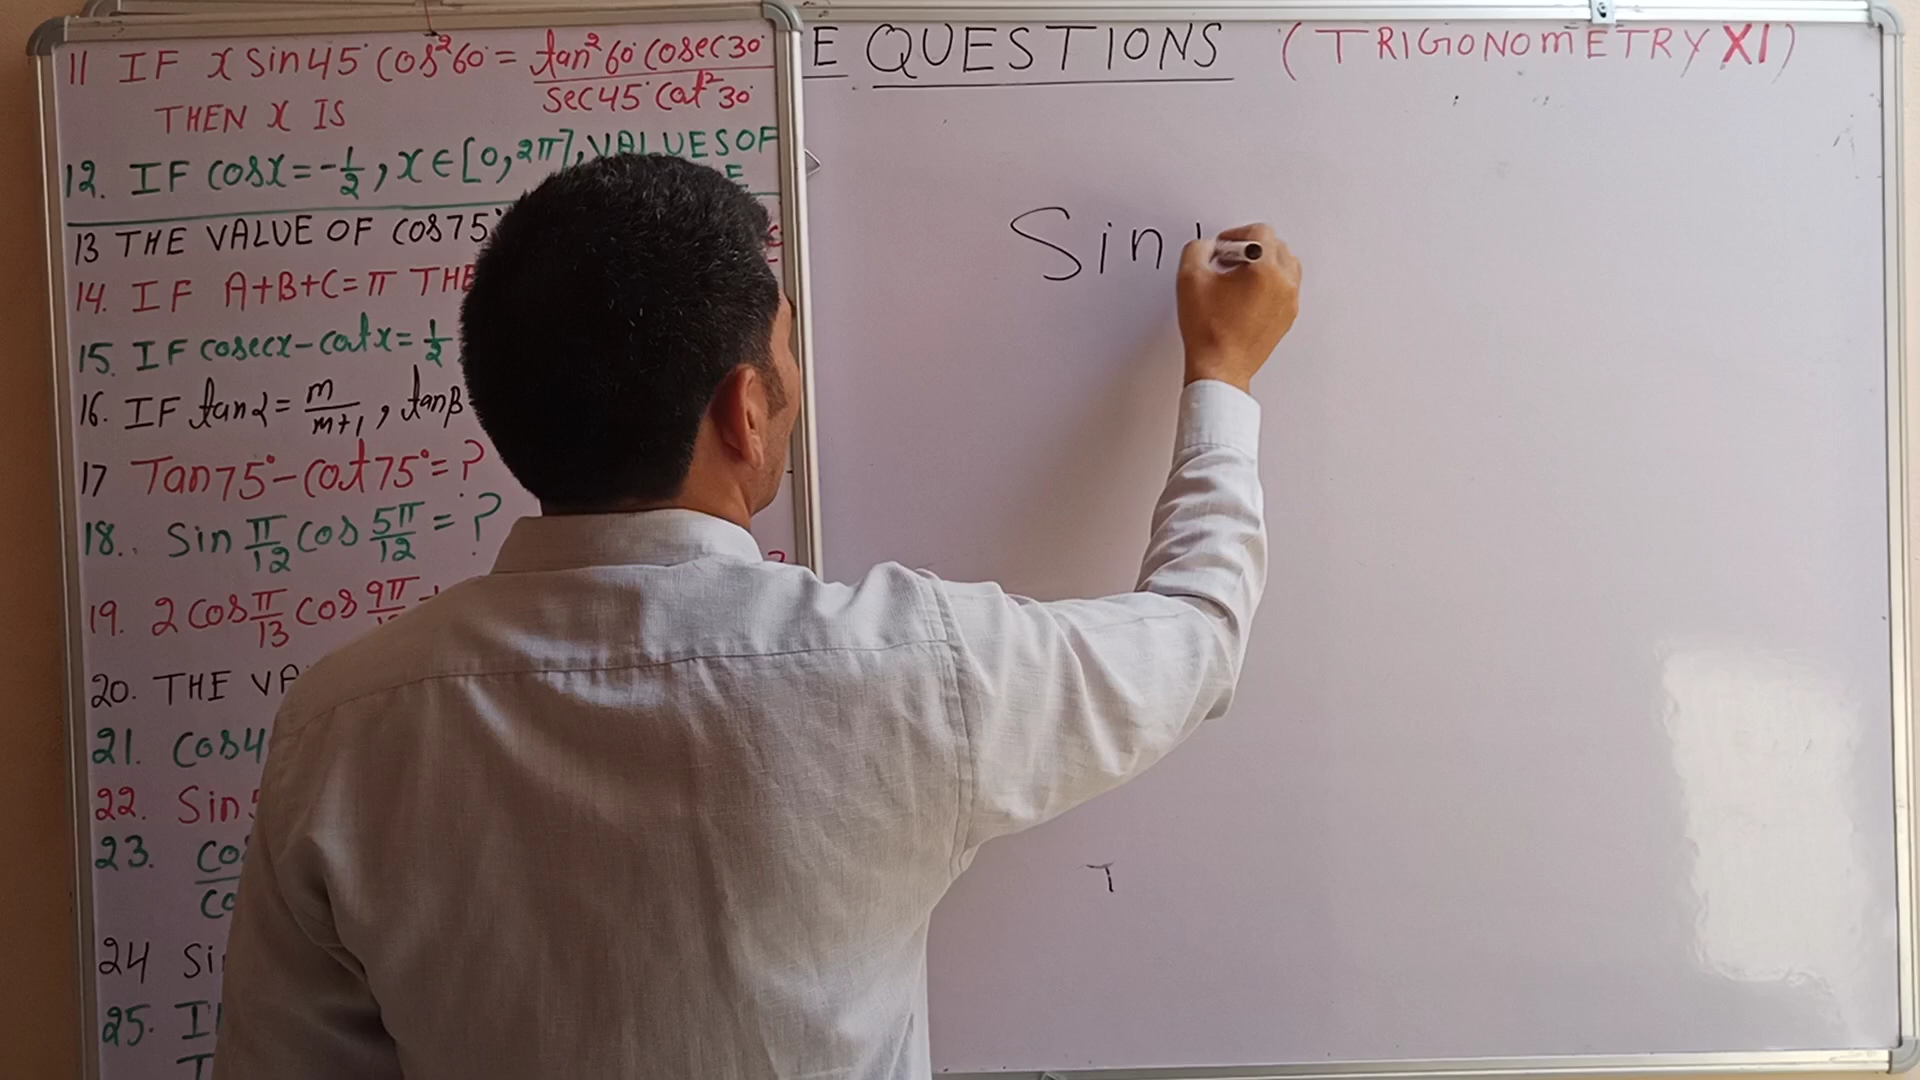 11 IF x sin45° cos²60° = tan²60° cosec30° / sec45° cot²30°
THEN x IS
12. IF cosx = -1/2, x ∈ [0, 2π], VALUES OF
13 THE VALUE OF cos75°
14. IF A+B+C = π THE
15. IF cosecx - cotx = 1/2
16. IF tanα = m/m+1, tanβ
17 Tan75° - cot75° = ?
18. Sin π/12 cos 5π/12 = ?
19. 2 cos π/13 cos 9π/
20. THE VA
21. cos4
22. Sin5
23. co
co
24 Si
25. I
T
E QUESTIONS (TRIGONOMETRY XI)
Sin